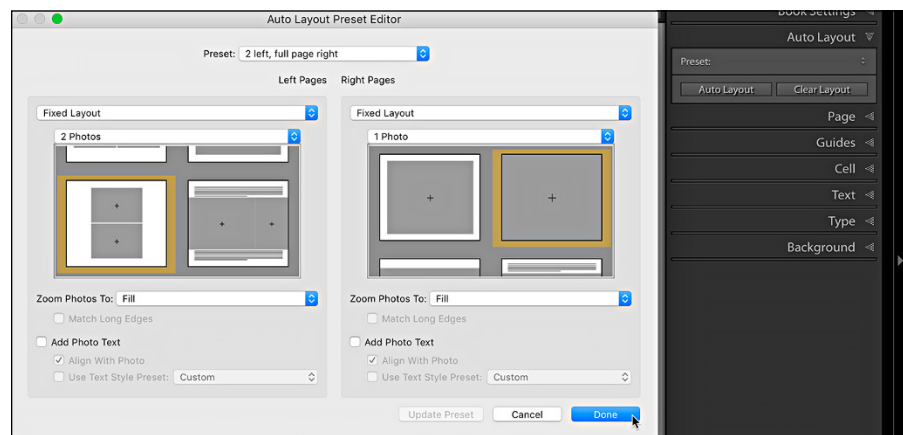 Auto Layout Preset Editor
Preset: 2 left, full page right
Left Pages Right Pages
Fixed Layout
2 Photos
Zoom Photos To: Fill
Match Long Edges
Add Photo Text
Align With Photo
Use Text Style Preset: Custom
Fixed Layout
1 Photo
Zoom Photos To: Fill
Match Long Edges
Add Photo Text
Align With Photo
Use Text Style Preset: Custom
Update Preset Cancel Done
Book Settings
Auto Layout
Preset:
Auto Layout Clear Layout
Page
Guides
Cell
Text
Type
Background